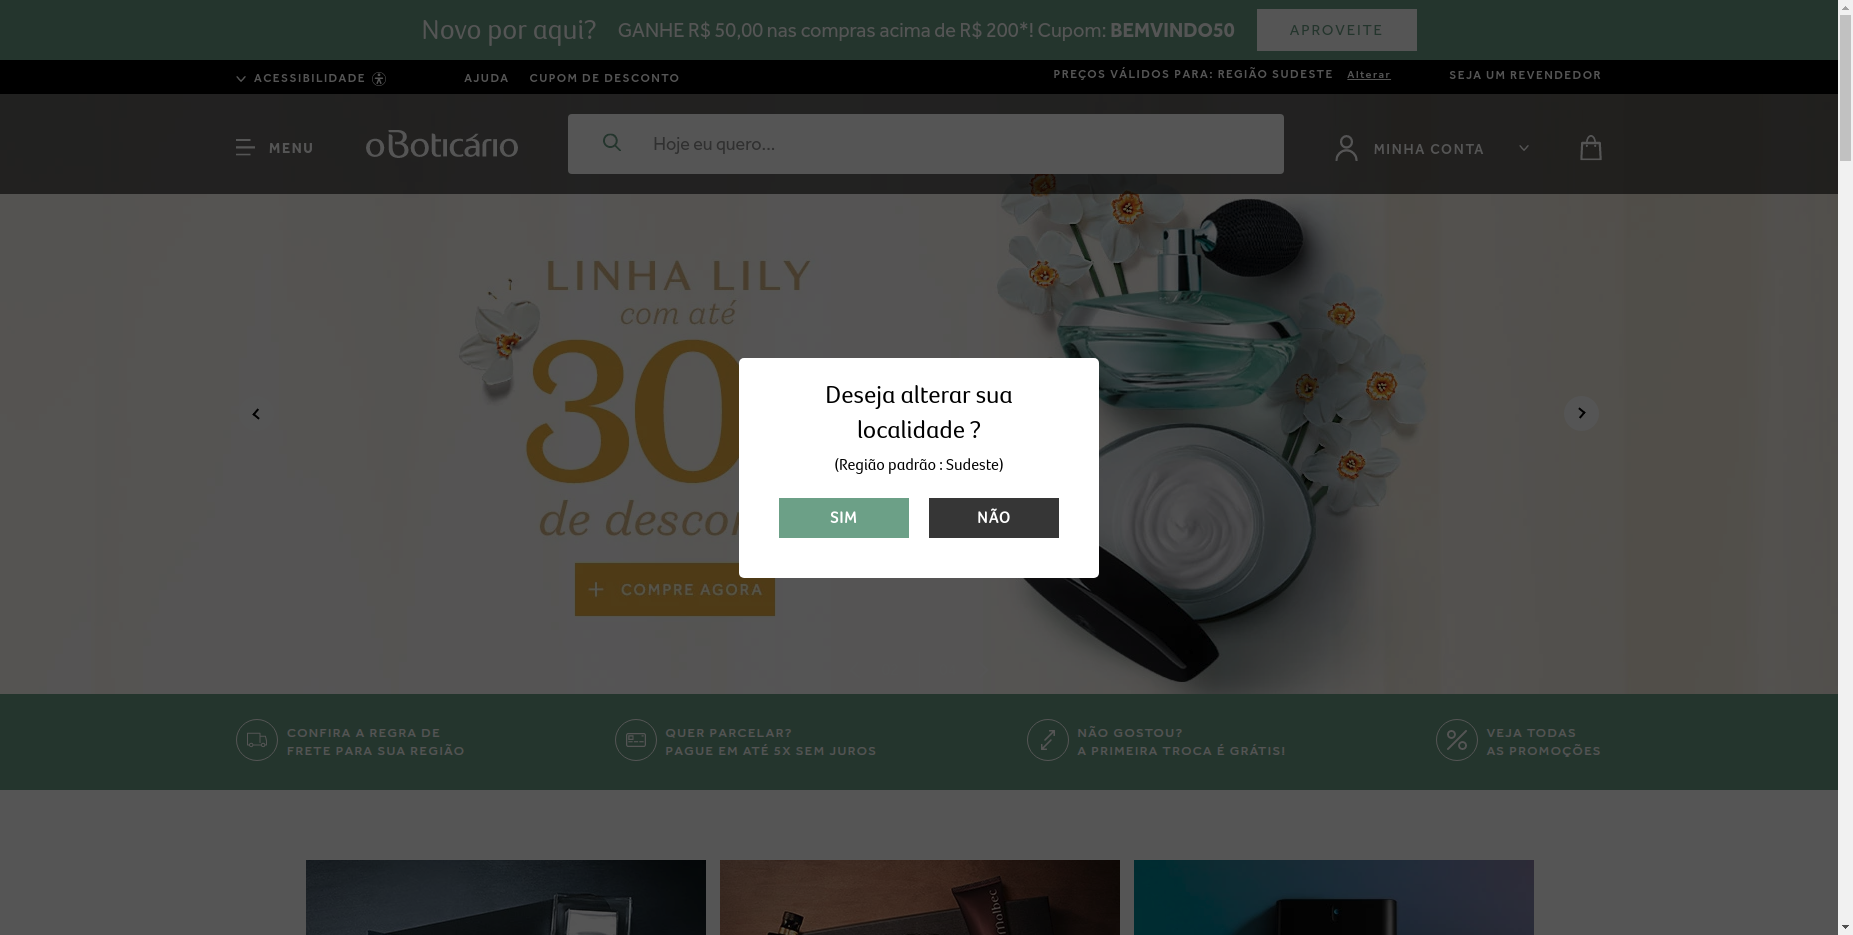 Novo por aqui? GANHE R$ 50,00 nas compras acima de R$ 200*! Cupom: BEMVINDO50 APROVEITE
ACESSIBILIDADE AJUDA CUPOM DE DESCONTO PREÇOS VÁLIDOS PARA: REGIÃO SUDESTE Alterar SEJA UM REVENDEDOR
MENU oBoticário Hoje eu quero... MINHA CONTA
LINHA LILY
com até
30
Deseja alterar sua
localidade ?
(Região padrão : Sudeste)
SIM NÃO
de
COMPRE AGORA
CONFIRA A REGRA DE
FRETE PARA SUA REGIÃO
QUER PARCELAR?
PAGUE EM ATÉ 5X SEM JUROS
NÃO GOSTOU?
A PRIMEIRA TROCA É GRÁTIS!
VEJA TODAS
AS PROMOÇÕES
malbec